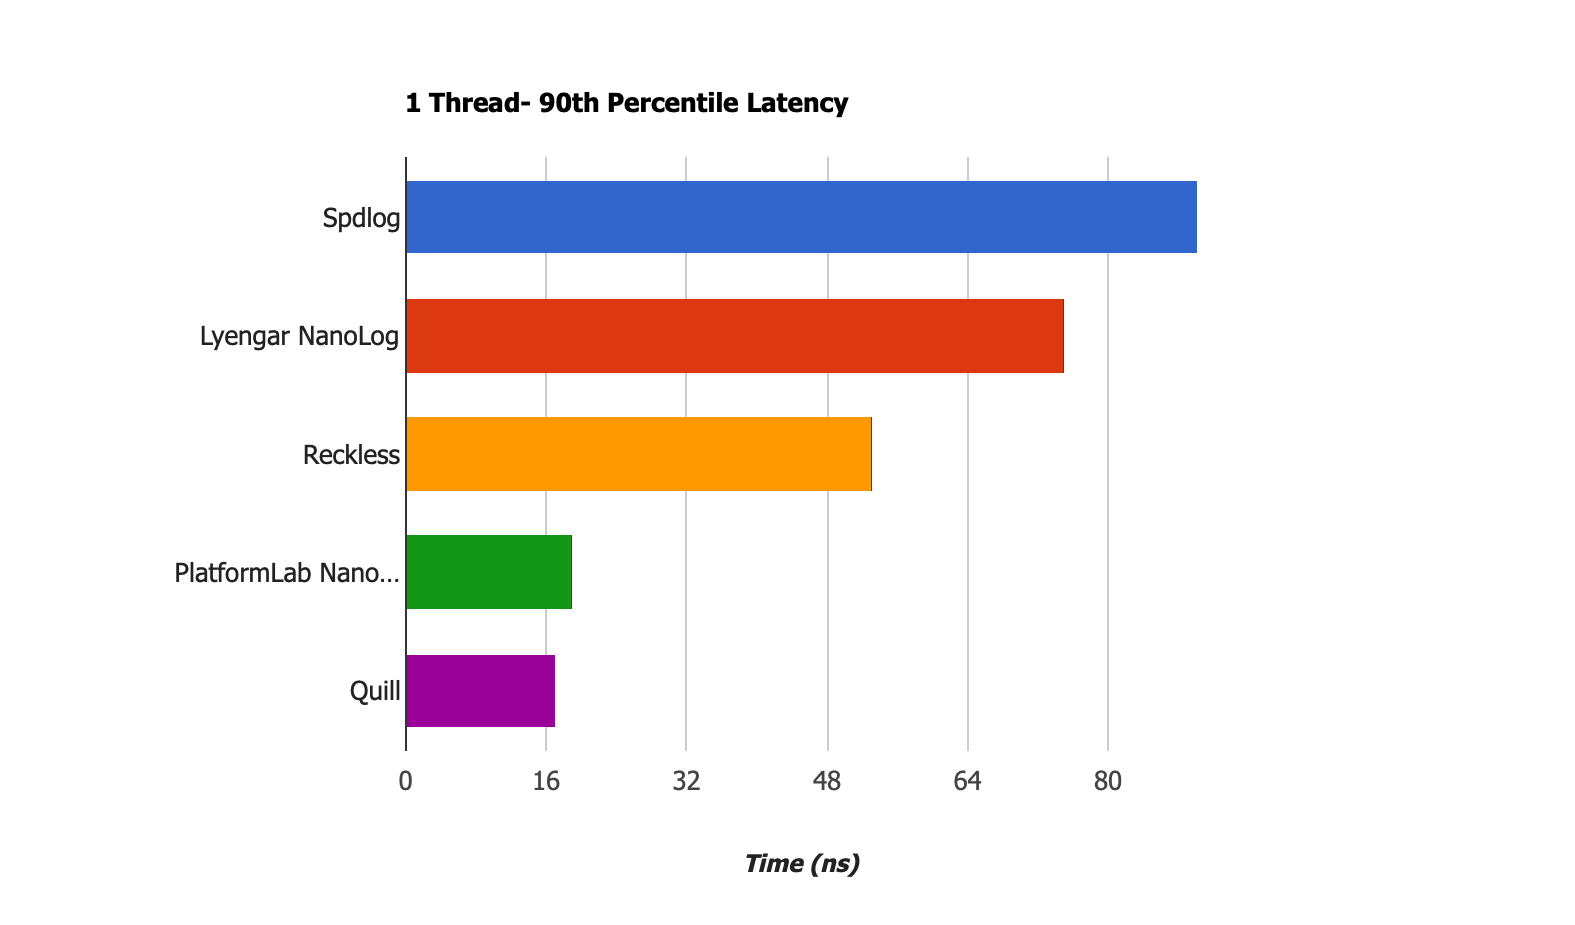 1 Thread- 90th Percentile Latency
Spdlog
Lyengar NanoLog
Reckless
PlatformLab Nano...
Quill
0 16 32 48 64 80
Time (ns)